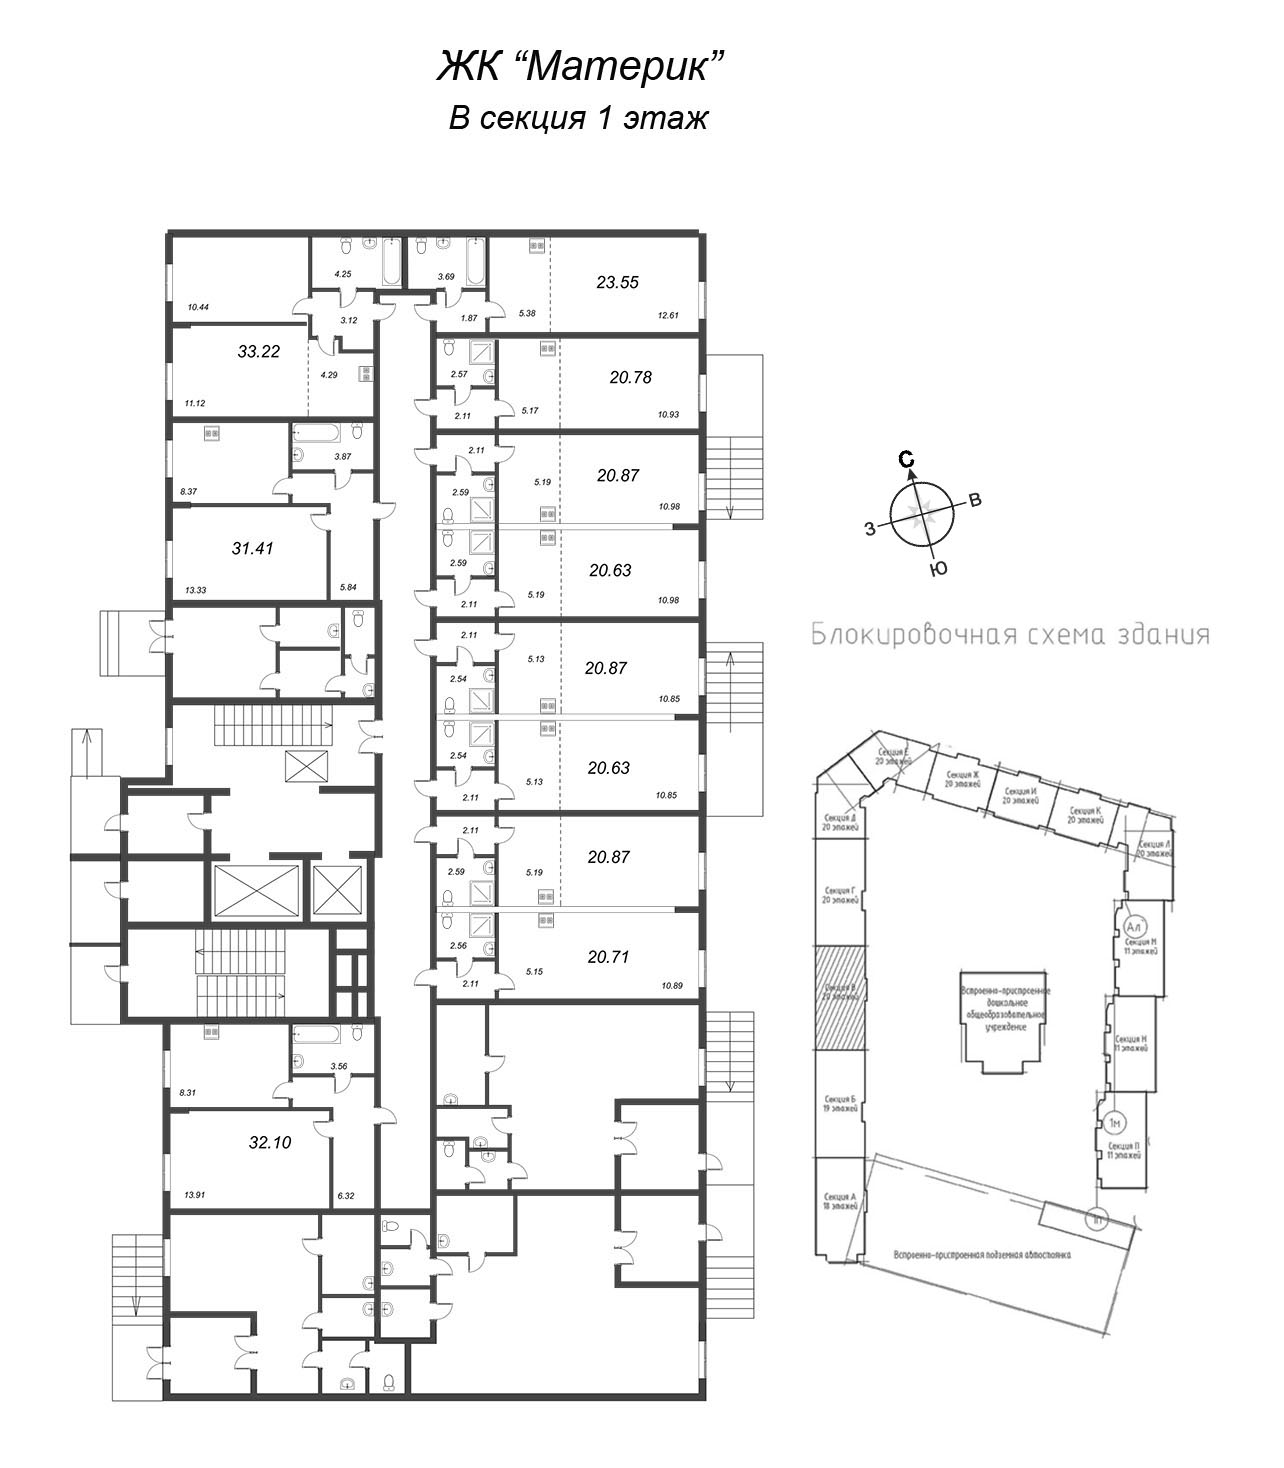 ЖК “Материк”
В секция 1 этаж
4.25
3.69
23.55
10.44
3.12
1.87
5.38
12.61
33.22
4.29
11.12
2.57
20.78
2.11
5.17
10.93
3.87
8.37
2.11
2.59
5.19
20.87
10.98
31.41
13.33
5.84
2.59
20.63
5.19
10.98
2.11
2.11
5.13
20.87
2.54
10.85
2.54
20.63
5.13
10.85
2.11
2.11
20.87
2.59
5.19
2.56
20.71
5.15
2.11
10.89
3.56
8.31
32.10
13.91
6.32
С
В
З
Ю
Блокировочная схема здания
Секция Е
20 этажей
Секция Ж
20 этажей
Секция И
20 этажей
Секция К
20 этажей
Секция Л
20 этажей
Секция Д
20 этажей
Секция Г
20 этажей
Секция В
20 этажей
Секция Б
19 этажей
Секция А
18 этажей
Ал
Секция М
11 этажей
Секция Н
11 этажей
1м
Секция П
11 этажей
1п
Встроенно-пристроенное
дошкольное
общеобразовательное
учреждение
Встроенно-пристроенная подземная автостоянка